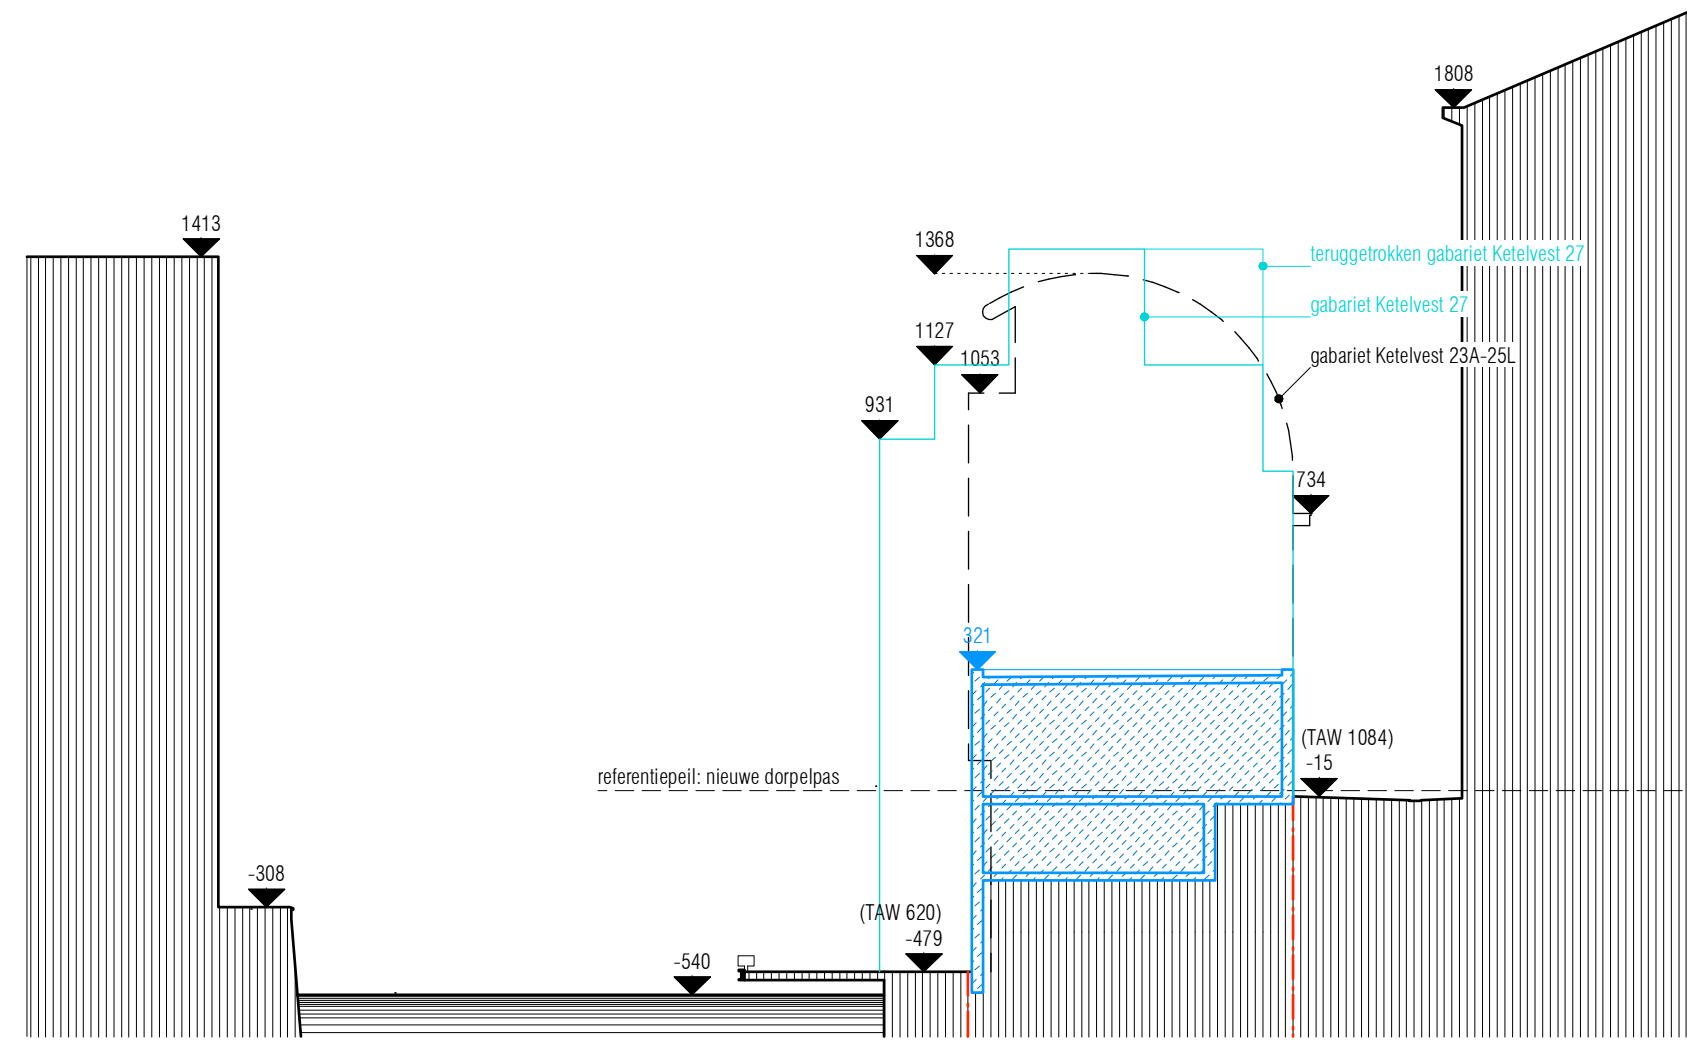 1808
1413
1368
teruggetrokken gabariet Ketelvest 27
gabariet Ketelvest 27
1127
1053
gabariet Ketelvest 23A-25L
931
734
321
(TAW 1084)
-15
referentiepeil: nieuwe dorpelpas
-308
(TAW 620)
-479
-540